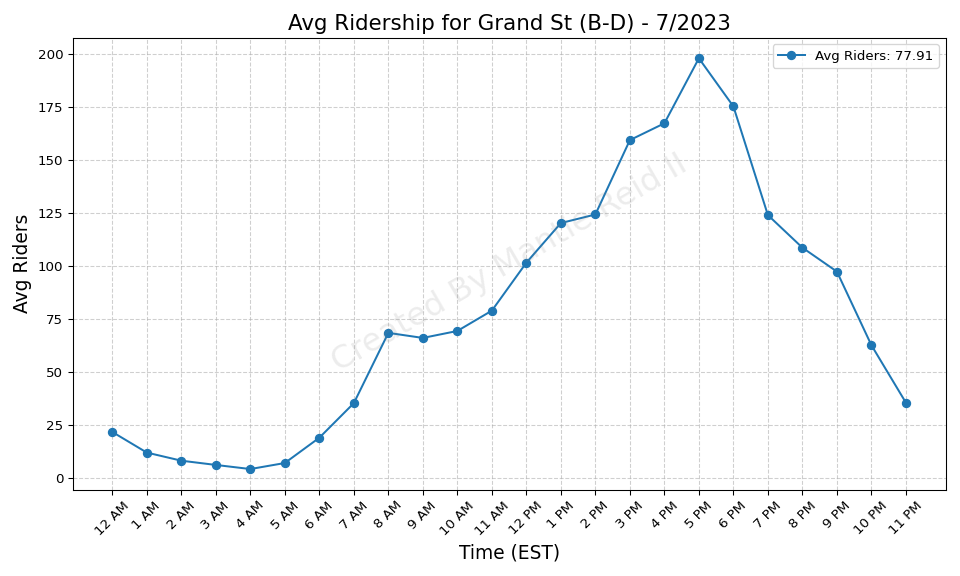 Avg Ridership for Grand St (B-D) - 7/2023
Avg Riders: 77.91
Avg Riders
200
175
150
125
100
75
50
25
0
Created By Mantier Reid II
12 AM
1 AM
2 AM
3 AM
4 AM
5 AM
6 AM
7 AM
8 AM
9 AM
10 AM
11 AM
12 PM
1 PM
2 PM
3 PM
4 PM
5 PM
6 PM
7 PM
8 PM
9 PM
10 PM
11 PM
Time (EST)